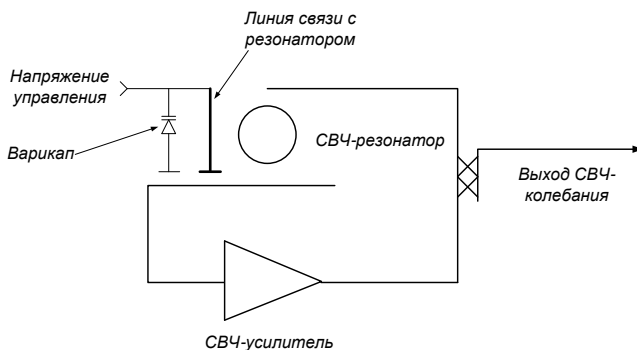 Линия связи с
резонатором
Напряжение
управления
Варикап
СВЧ-резонатор
Выход СВЧ-
колебания
СВЧ-усилитель